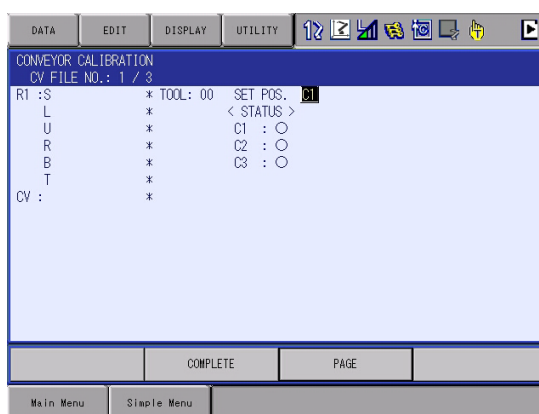 DATA EDIT DISPLAY UTILITY
CONVEYOR CALIBRATION
CV FILE NO.: 1 / 3
R1 :S * TOOL: 00 SET POS. C1
L * < STATUS >
U * C1 : ○
R * C2 : ○
B * C3 : ○
T *
CV : *
COMPLETE PAGE
Main Menu Simple Menu